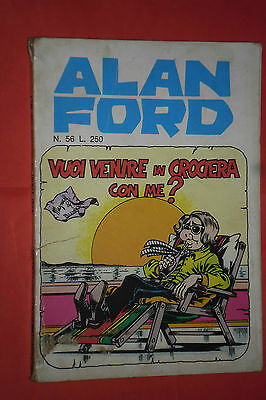 ALAN
FORD
N. 56 L. 250
VUOI VENIRE IN CROCIERA
CON ME?